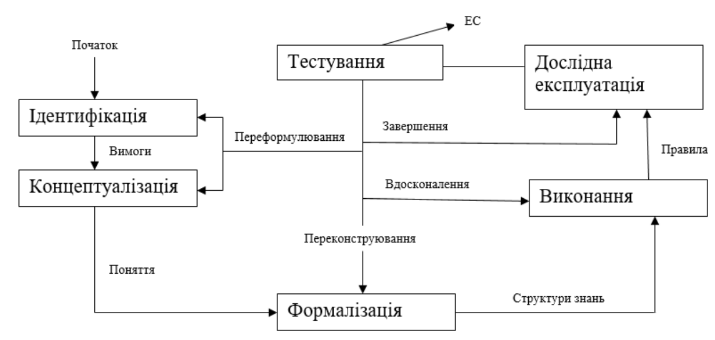 ЕС
Початок
Тестування
Дослідна
експлуатація
Ідентифікація
Переформулювання
Завершення
Вимоги
Правила
Концептуалізація
Вдосконалення
Виконання
Переконструювання
Поняття
Формалізація
Структури знань